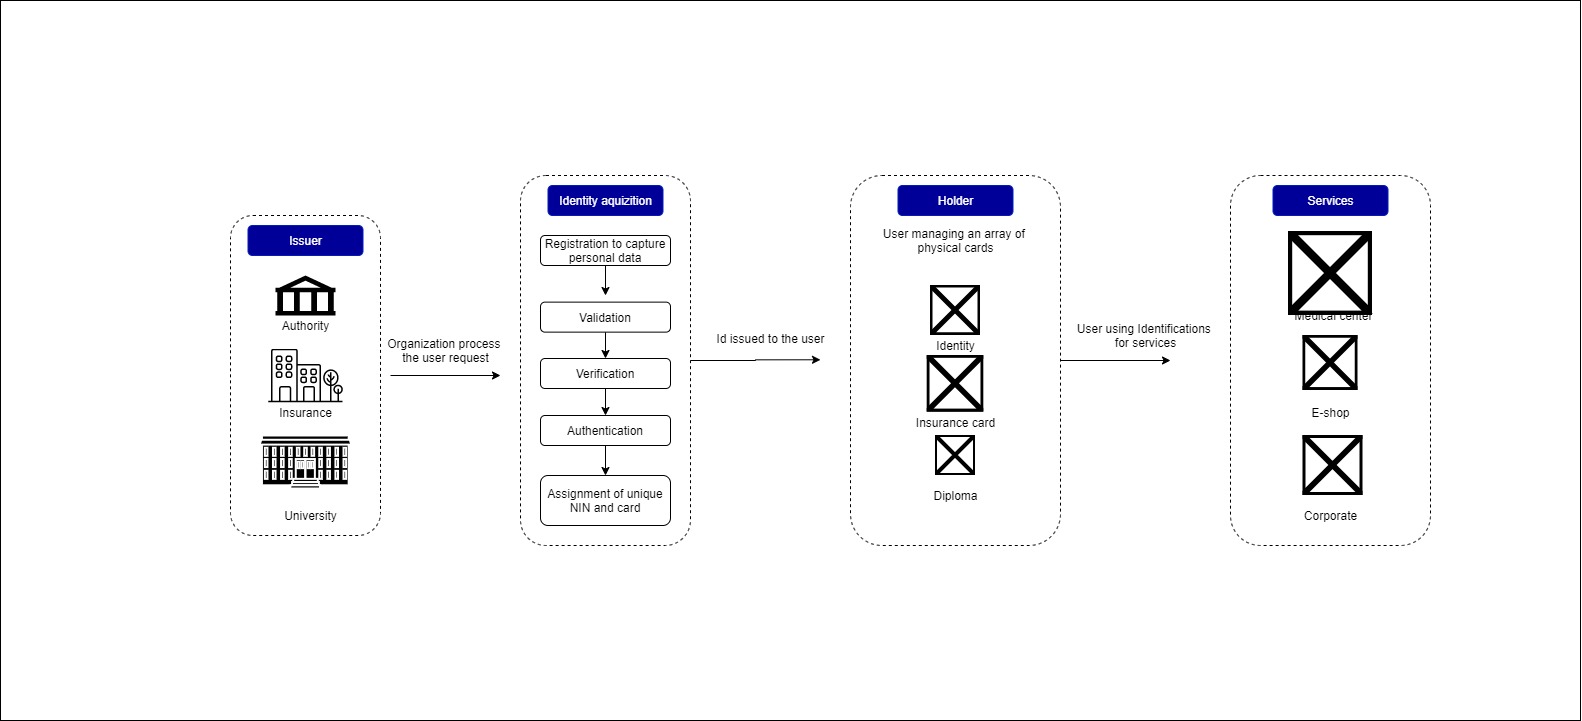 Issuer
Authority
Insurance
University
Organization process
the user request
Identity aquizition
Registration to capture
personal data
Validation
Verification
Authentication
Assignment of unique
NIN and card
Id issued to the user
Holder
User managing an array of
physical cards
Identity
Insurance card
Diploma
User using Identifications
for services
Services
Medical center
E-shop
Corporate